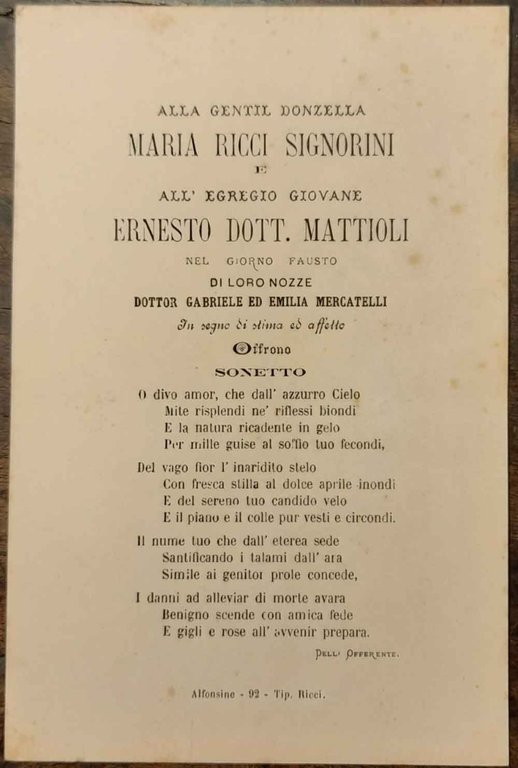 ALLA GENTIL DONZELLA
MARIA RICCI SIGNORINI
E
ALL' EGREGIO GIOVANE
ERNESTO DOTT. MATTIOLI
NEL GIORNO FAUSTO
DI LORO NOZZE
DOTTOR GABRIELE ED EMILIA MERCATELLI
In segno di stima ed affetto
Offrono
SONETTO
O divo amor, che dall' azzurro Cielo
Mite risplendi ne' riflessi biondi
E la natura ricadente in gelo
Per mille guise al soffio tuo fecondi,
Del vago fior l' inaridito stelo
Con fresca stilla al dolce aprile inondi
E del sereno tuo candido velo
E il piano e il colle pur vesti e circondi.
Il nume tuo che dall' eterea sede
Santificando i talami dall' ara
Simile ai genitor prole concede,
I danni ad alleviar di morte avara
Benigno scende con amica fede
E gigli e rose all' avvenir prepara.
DELL' OFFERENTE.
Alfonsine - 92 - Tip. Ricci.